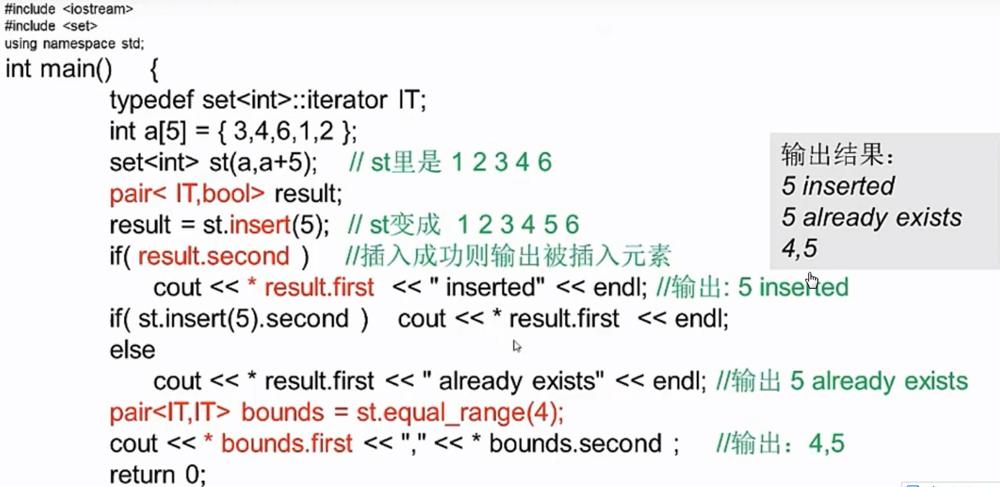 #include <iostream>
#include <set>
using namespace std;
int main() {
typedef set<int>::iterator IT;
int a[5] = { 3,4,6,1,2 };
set<int> st(a,a+5); // st里是 1 2 3 4 6
pair< IT,bool> result;
result = st.insert(5); // st变成 1 2 3 4 5 6
if( result.second ) //插入成功则输出被插入元素
cout << * result.first << " inserted" << endl; //输出: 5 inserted
if( st.insert(5).second ) cout << * result.first << endl;
else
cout << * result.first << " already exists" << endl; //输出 5 already exists
pair<IT,IT> bounds = st.equal_range(4);
cout << * bounds.first << "," << * bounds.second ; //输出：4,5
return 0;
输出结果：
5 inserted
5 already exists
4,5